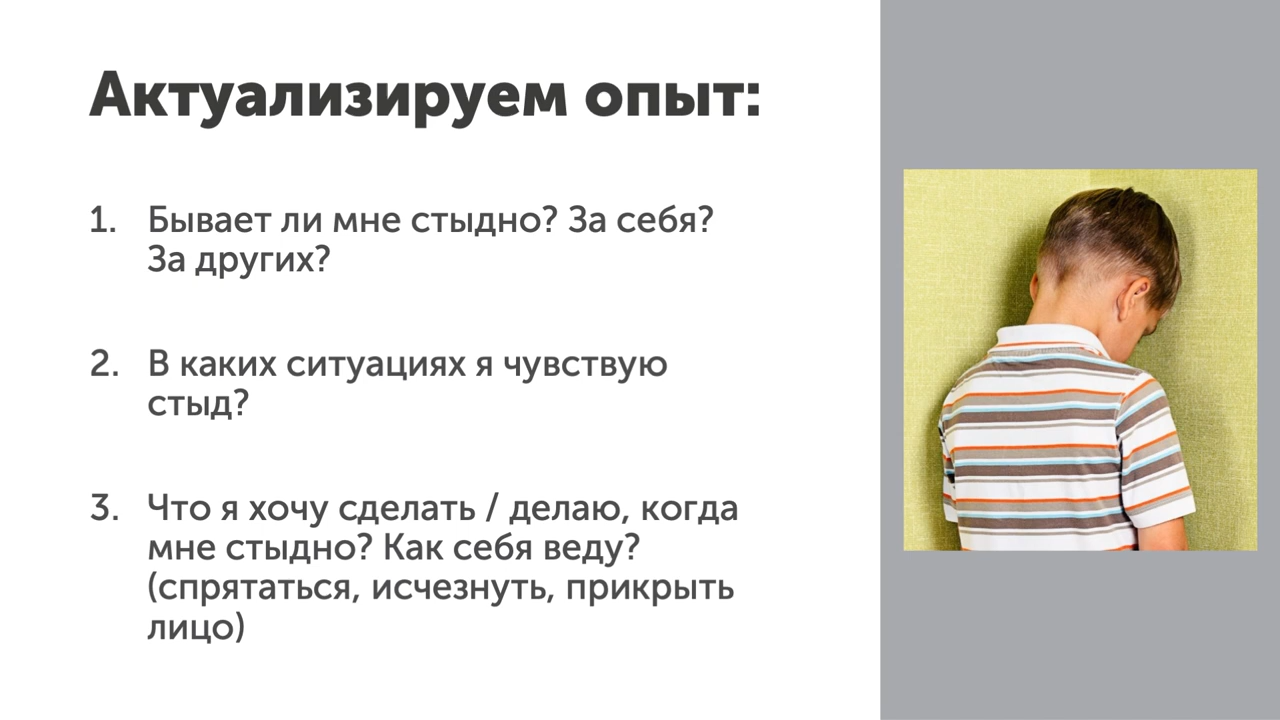 Актуализируем опыт:
1. Бывает ли мне стыдно? За себя?
За других?
2. В каких ситуациях я чувствую
стыд?
3. Что я хочу сделать / делаю, когда
мне стыдно? Как себя веду?
(спрятаться, исчезнуть, прикрыть
лицо)